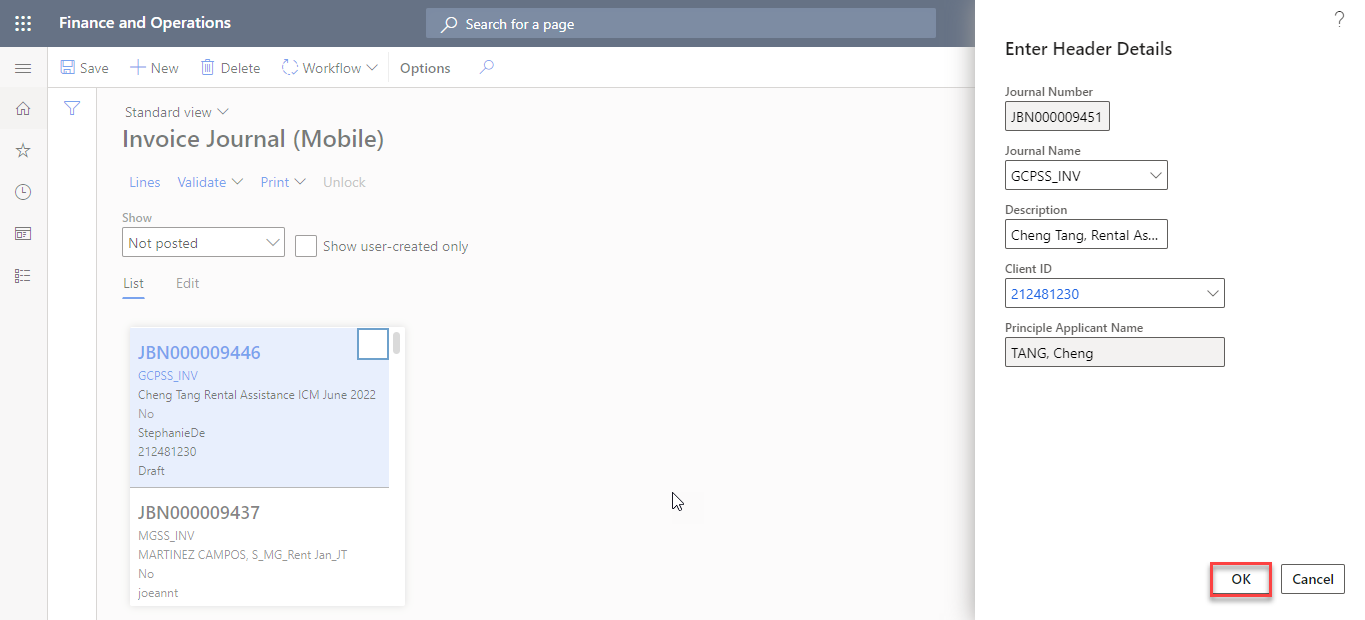 Finance and Operations
Search for a page
?
Save
New
Delete
Workflow
Options
Standard view
Invoice Journal (Mobile)
Lines
Validate
Print
Unlock
Show
Not posted
Show user-created only
List
Edit
JBN000009446
GCPSS_INV
Cheng Tang Rental Assistance ICM June 2022
No
StephanieDe
212481230
Draft
JBN000009437
MGSS_INV
MARTINEZ CAMPOS, S_MG_Rent Jan_JT
No
joeannt
Enter Header Details
Journal Number
JBN000009451
Journal Name
GCPSS_INV
Description
Cheng Tang, Rental As...
Client ID
212481230
Principle Applicant Name
TANG, Cheng
OK
Cancel